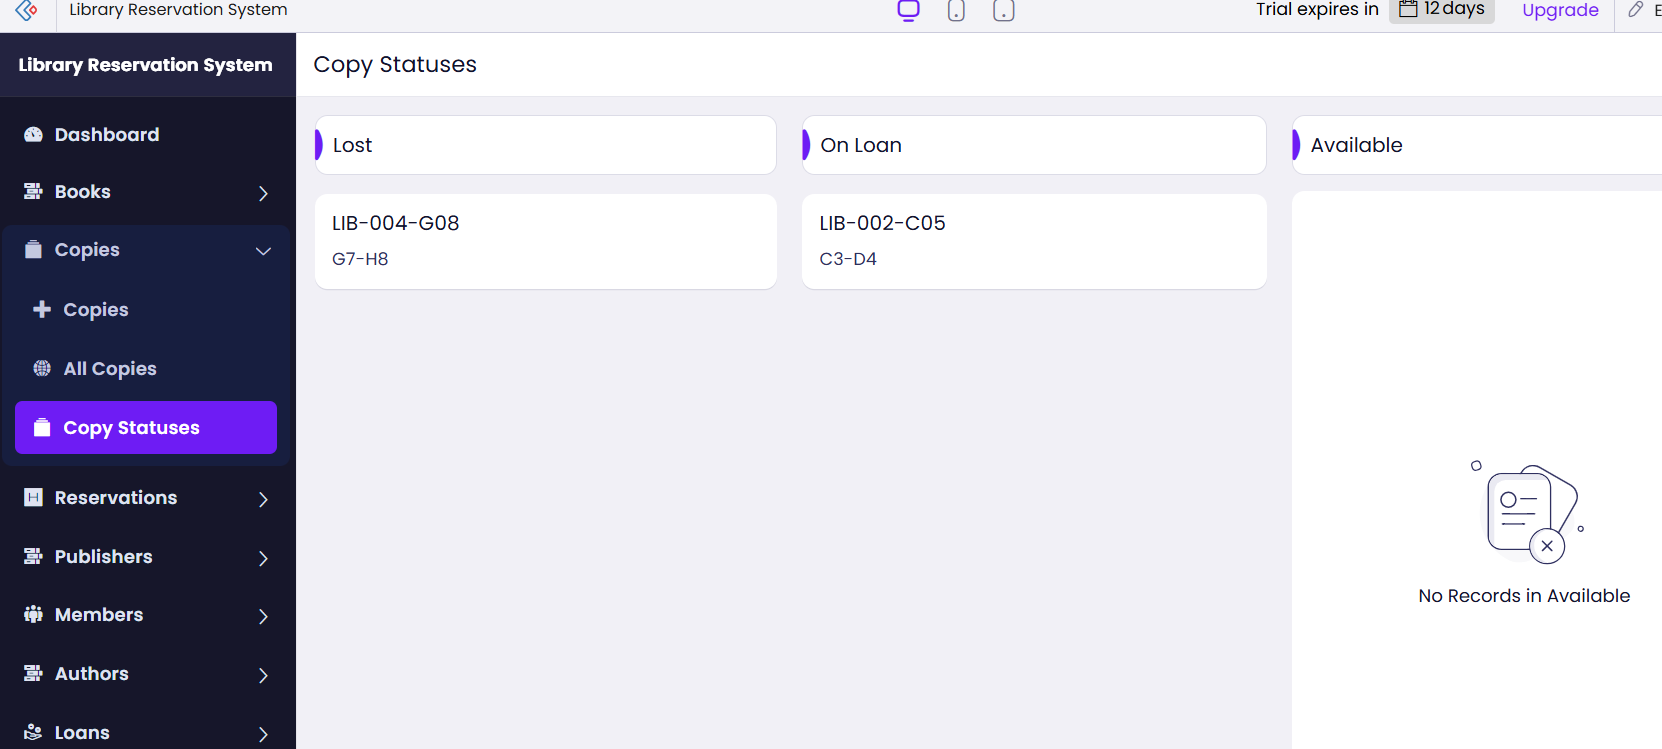 Library Reservation System
Trial expires in
12 days
Upgrade
Library Reservation System
Copy Statuses
Dashboard
Books
Copies
Copies
All Copies
Copy Statuses
Reservations
Publishers
Members
Authors
Loans
Lost
LIB-004-G08
G7-H8
On Loan
LIB-002-C05
C3-D4
Available
No Records in Available